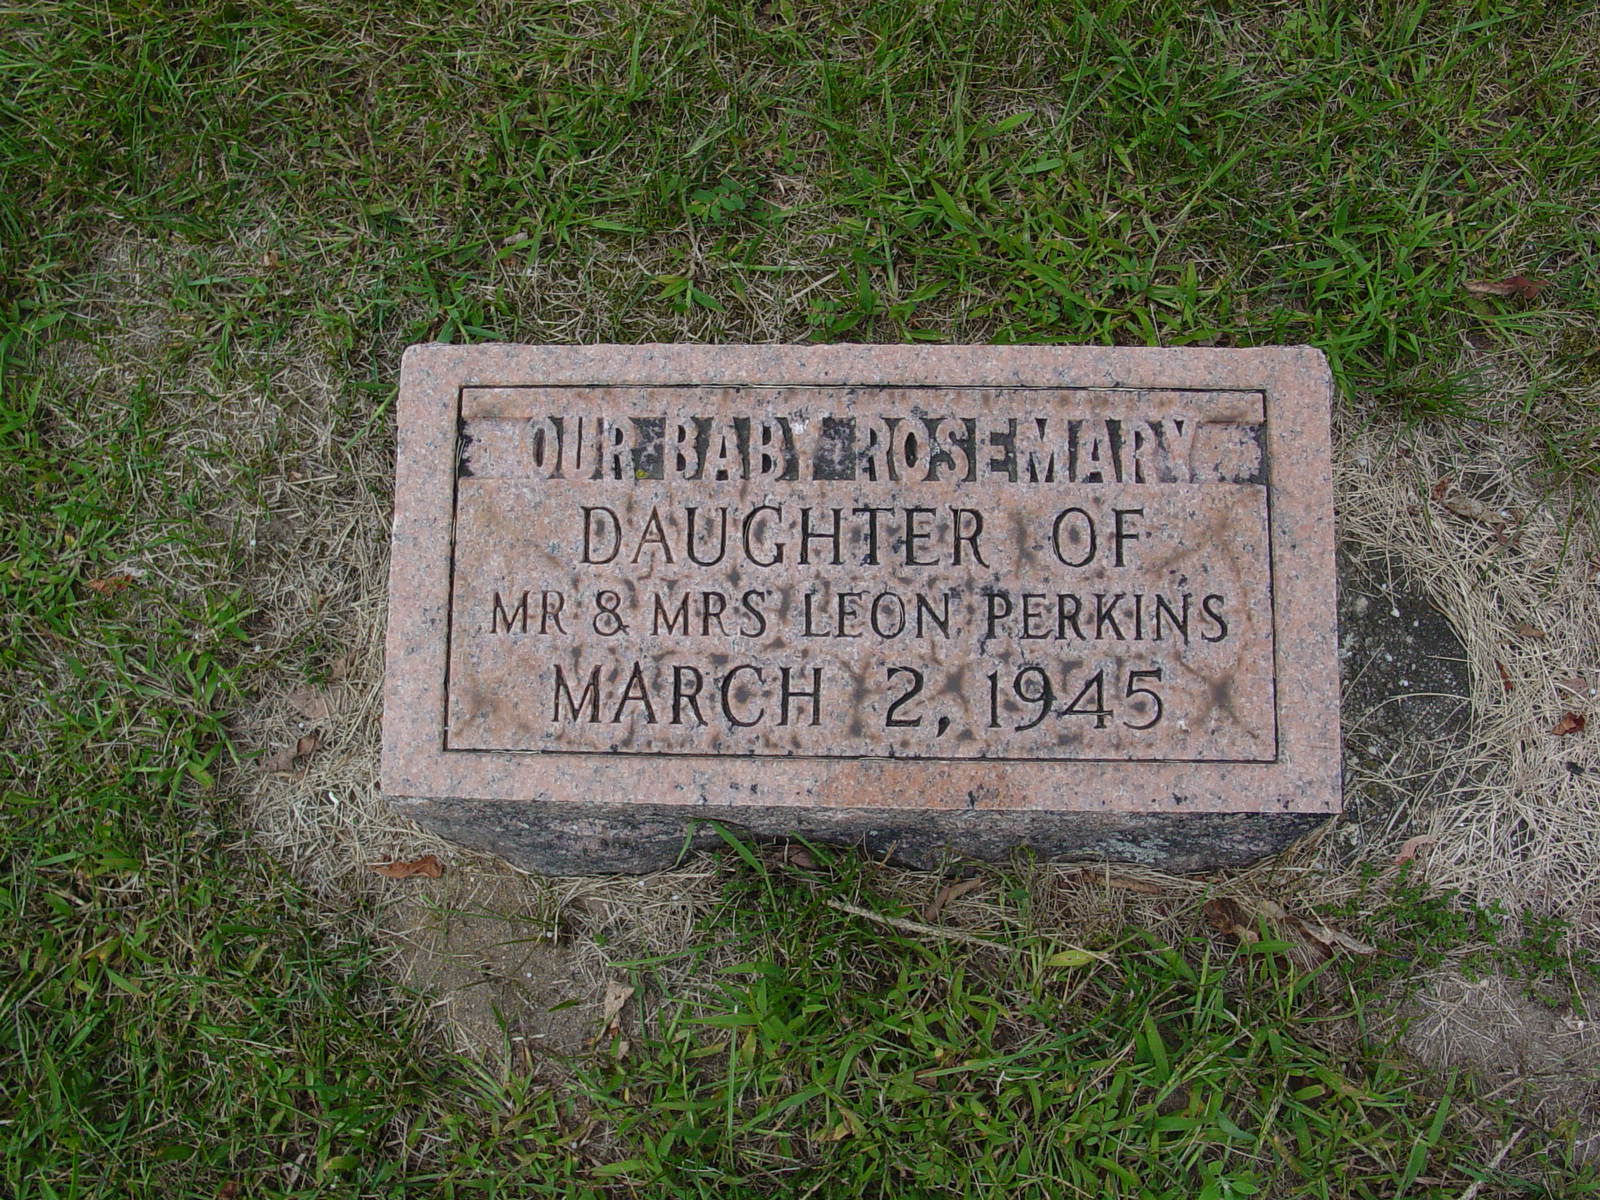 OUR BABY ROSEMARY
DAUGHTER OF
MR & MRS LEON PERKINS
MARCH 2, 1945